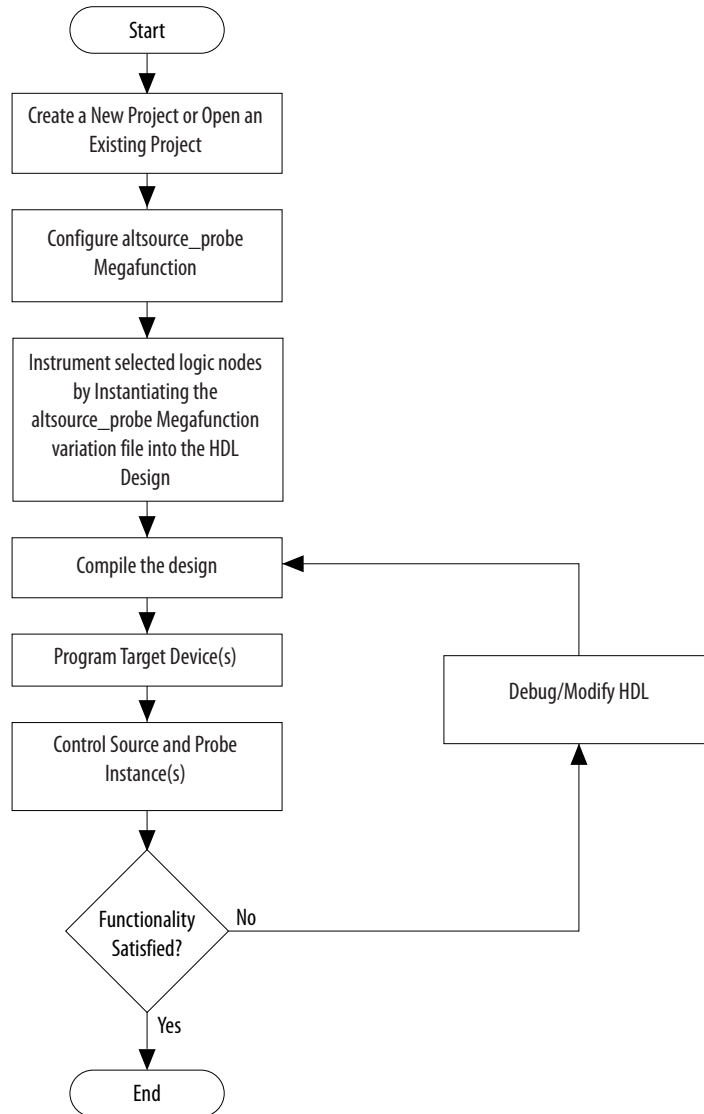 Start
Create a New Project or Open an
Existing Project
Configure altsource_probe
Megafunction
Instrument selected logic nodes
by Instantiating the
altsource_probe Megafunction
variation file into the HDL
Design
Compile the design
Program Target Device(s)
Debug/Modify HDL
Control Source and Probe
Instance(s)
Functionality
Satisfied?
No
Yes
End